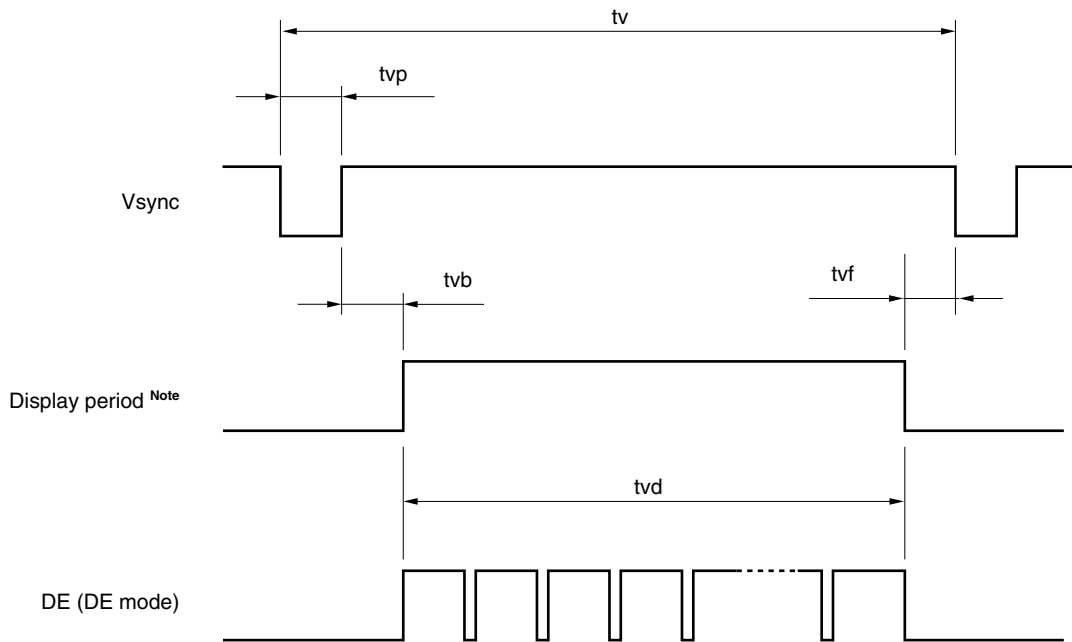 tv
tvp
Vsync
tvb
tvf
Display period Note
tvd
DE (DE mode)